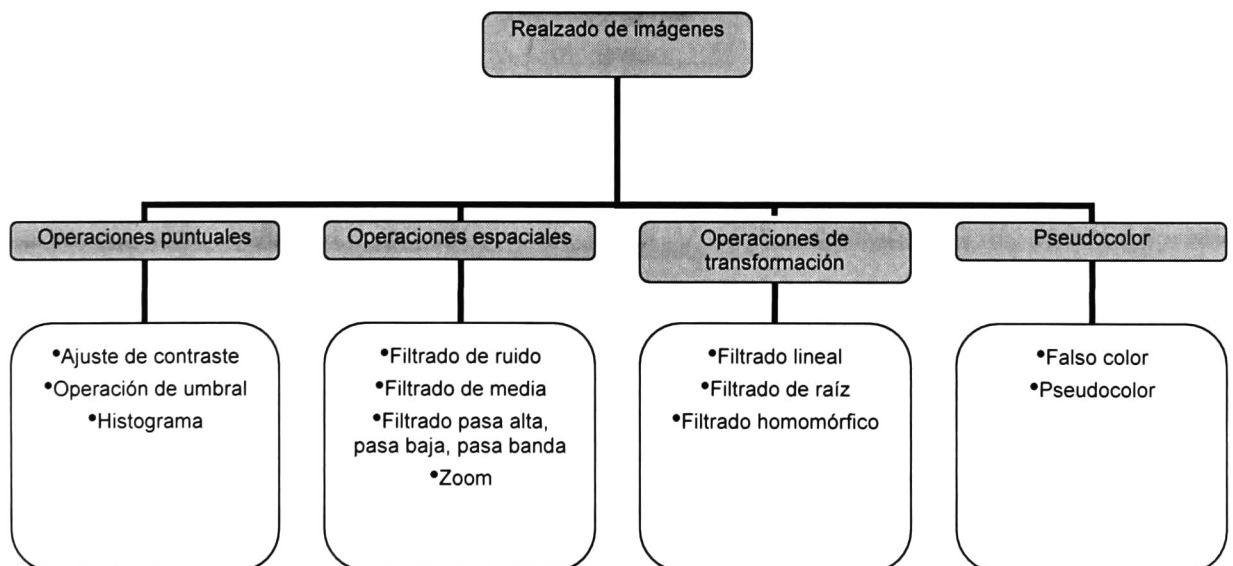 Realzado de imágenes
Operaciones puntuales
•Ajuste de contraste
•Operación de umbral
•Histograma
Operaciones espaciales
•Filtrado de ruido
•Filtrado de media
•Filtrado pasa alta,
pasa baja, pasa banda
•Zoom
Operaciones de
transformación
•Filtrado lineal
•Filtrado de raíz
•Filtrado homomórfico
Pseudocolor
•Falso color
•Pseudocolor